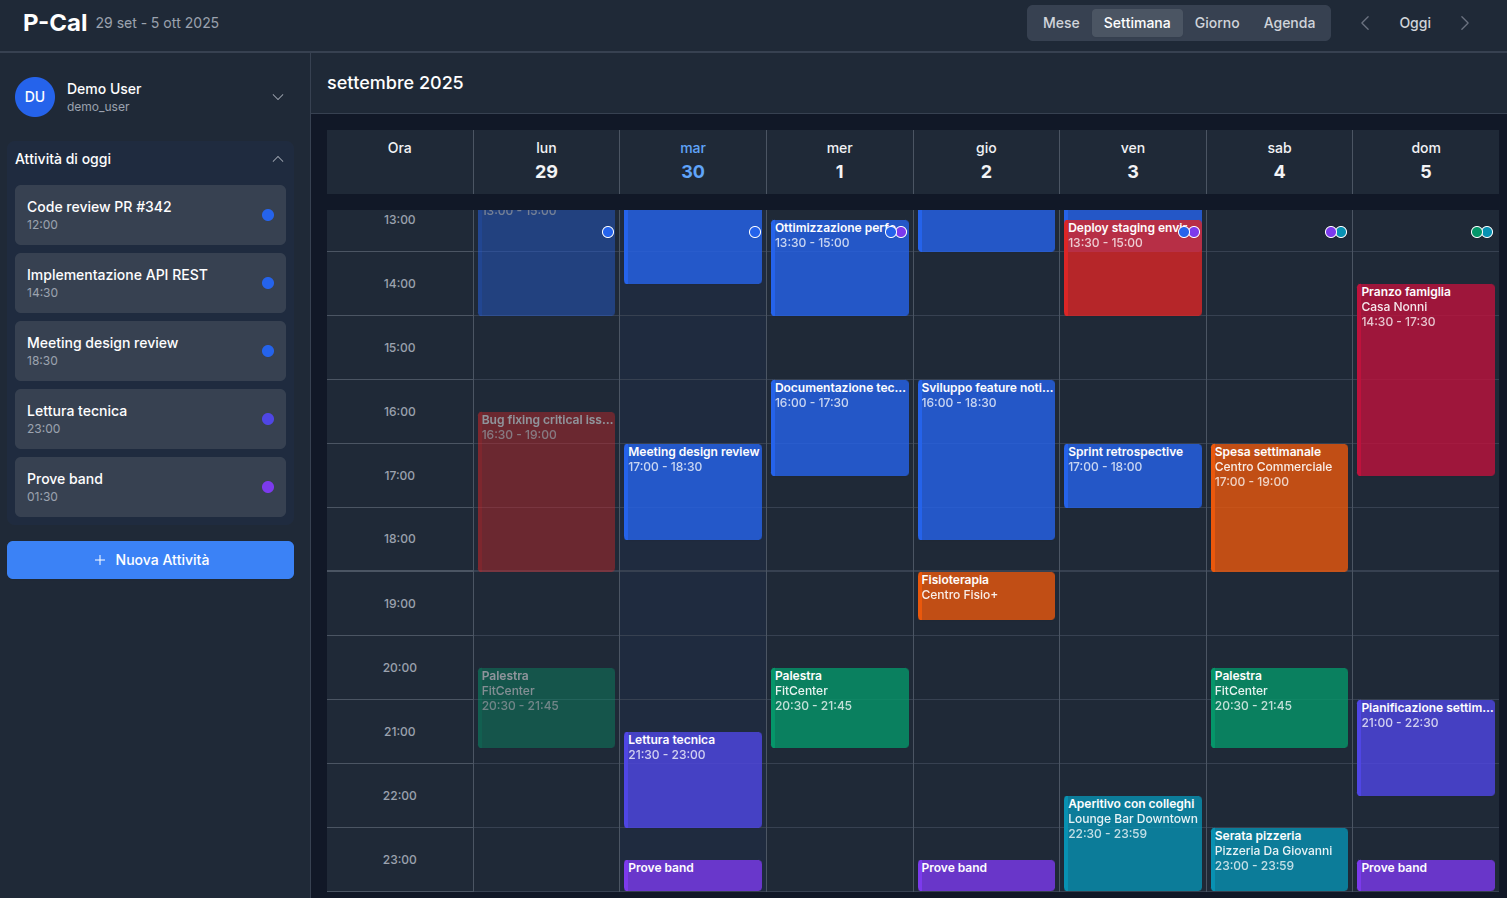 P-Cal 29 set - 5 ott 2025
Mese Settimana Giorno Agenda Oggi
DU
Demo User
demo_user
Attività di oggi
Code review PR #342
12:00
Implementazione API REST
14:30
Meeting design review
18:30
Lettura tecnica
23:00
Prove band
01:30
+ Nuova Attività
settembre 2025
Ora lun mar mer gio ven sab dom
29 30 1 2 3 4 5
13:00
14:00
15:00
16:00
17:00
18:00
19:00
20:00
21:00
22:00
23:00
13:00 - 15:00
Bug fixing critical iss...
16:30 - 19:00
Palestra
FitCenter
20:30 - 21:45
Meeting design review
17:00 - 18:30
Lettura tecnica
21:30 - 23:00
Prove band
Ottimizzazione perf
13:30 - 15:00
Documentazione tec...
16:00 - 17:30
Palestra
FitCenter
20:30 - 21:45
Sviluppo feature noti...
16:00 - 18:30
Fisioterapia
Centro Fisio+
Prove band
Deploy staging envi
13:30 - 15:00
Sprint retrospective
17:00 - 18:00
Aperitivo con colleghi
Lounge Bar Downtown
22:30 - 23:59
Spesa settimanale
Centro Commerciale
17:00 - 19:00
Palestra
FitCenter
20:30 - 21:45
Serata pizzeria
Pizzeria Da Giovanni
23:00 - 23:59
Pranzo famiglia
Casa Nonni
14:30 - 17:30
Pianificazione settim...
21:00 - 22:30
Prove band